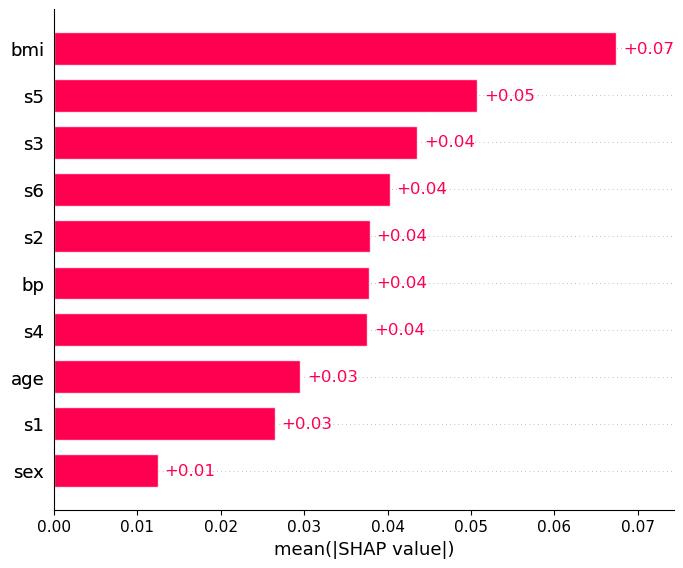 bmi +0.07
s5 +0.05
s3 +0.04
s6 +0.04
s2 +0.04
bp +0.04
s4 +0.04
age +0.03
s1 +0.03
sex +0.01
0.00 0.01 0.02 0.03 0.04 0.05 0.06 0.07
mean(|SHAP value|)